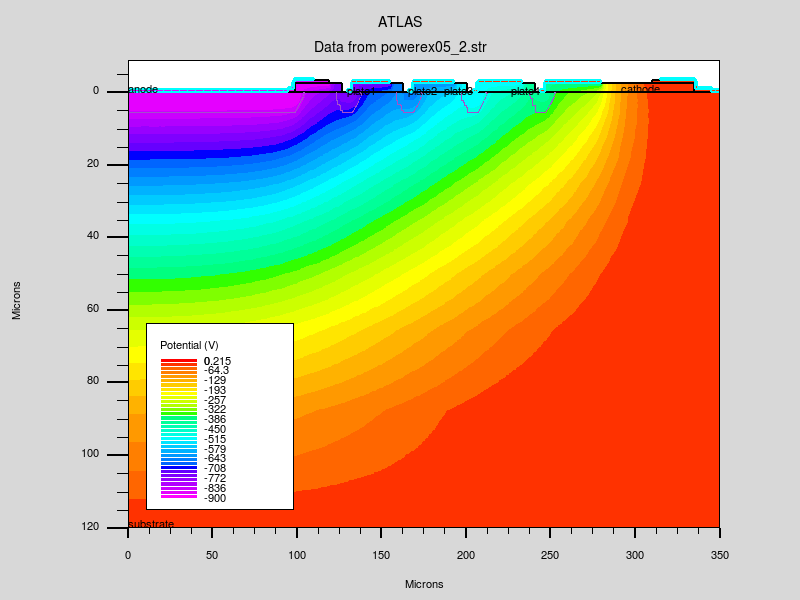 ATLAS
Data from powerex05_2.str
anode plate1 plate2 plate3 plate4 cathode
0
20
40
60
80
100
120
Microns
Potential (V)
0.215
-64.3
-129
-193
-257
-322
-386
-450
-515
-579
-643
-708
-772
-836
-900
substrate
0 50 100 150 200 250 300 350
Microns